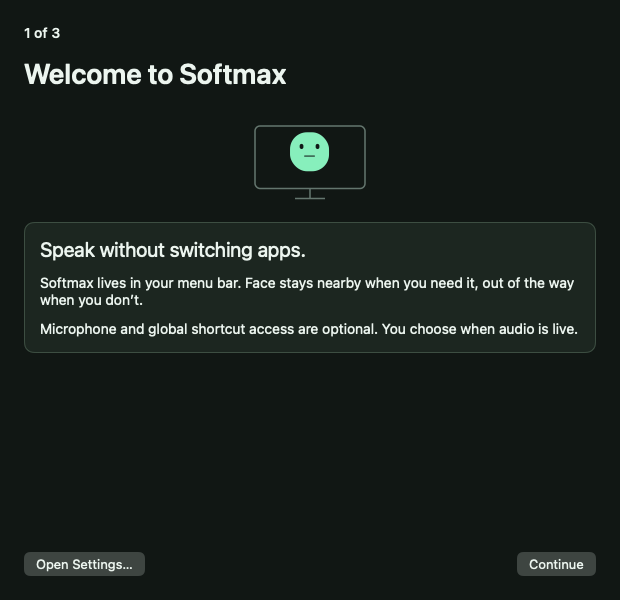 1 of 3
Welcome to Softmax
Speak without switching apps.
Softmax lives in your menu bar. Face stays nearby when you need it, out of the way
when you don’t.
Microphone and global shortcut access are optional. You choose when audio is live.
Open Settings...
Continue